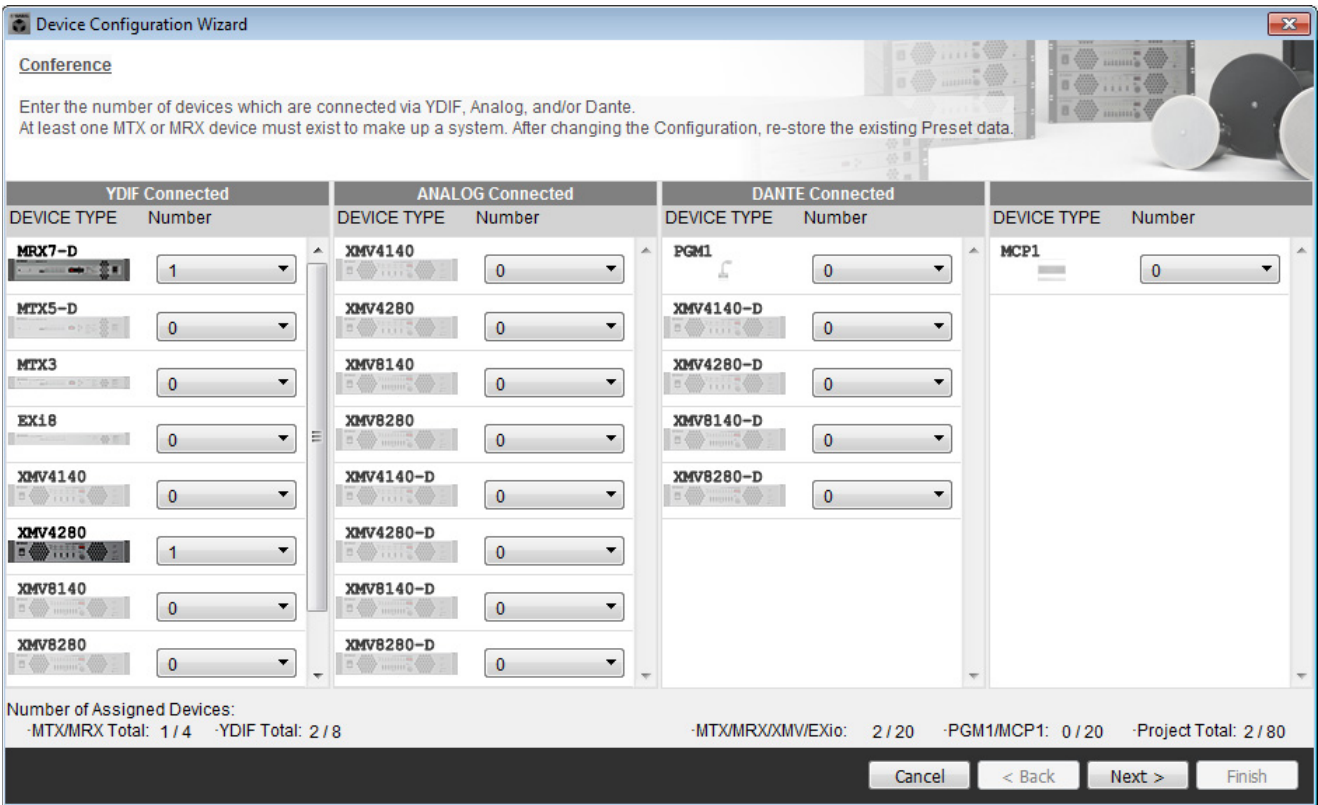 Device Configuration Wizard
Conference
Enter the number of devices which are connected via YDIF, Analog, and/or Dante.
At least one MTX or MRX device must exist to make up a system. After changing the Configuration, re-store the existing Preset data.
YDIF Connected
DEVICE TYPE Number
MRX7-D 1
MTX5-D 0
MTX3 0
EXi8 0
XMV4140 0
XMV4280 1
XMV8140 0
XMV8280 0
ANALOG Connected
DEVICE TYPE Number
XMV4140 0
XMV4280 0
XMV8140 0
XMV8280 0
XMV4140-D 0
XMV4280-D 0
XMV8140-D 0
XMV8280-D 0
DANTE Connected
DEVICE TYPE Number
PGM1 0
XMV4140-D 0
XMV4280-D 0
XMV8140-D 0
XMV8280-D 0
DEVICE TYPE Number
MCP1 0
Number of Assigned Devices:
·MTX/MRX Total: 1 / 4 ·YDIF Total: 2 / 8 ·MTX/MRX/XMV/EXio: 2 / 20 ·PGM1/MCP1: 0 / 20 ·Project Total: 2 / 80
Cancel < Back Next > Finish